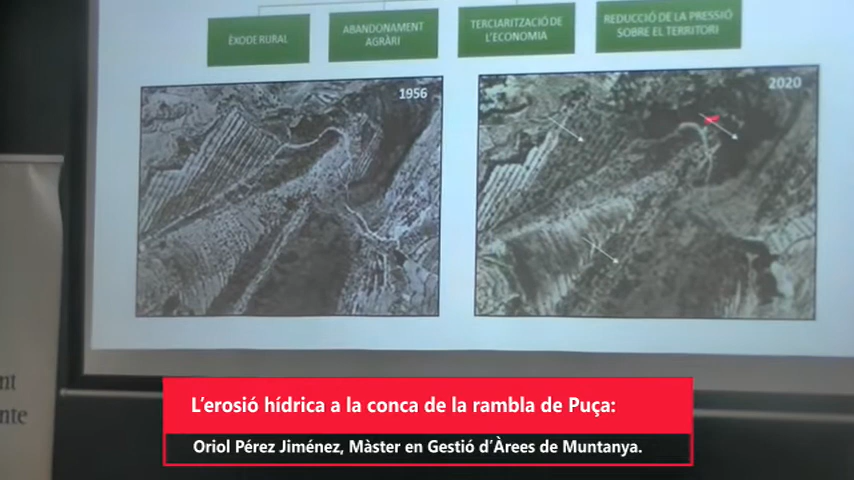 ÈXODE RURAL
ABANDONAMENT
AGRÀRI
TERCIARITZACIÓ DE
L'ECONOMIA
REDUCCIÓ DE LA PRESSIÓ
SOBRE EL TERRITORI
1956
2020
nt
nte
L'erosió hídrica a la conca de la rambla de Puça:
Oriol Pérez Jiménez, Màster en Gestió d'Àrees de Muntanya.